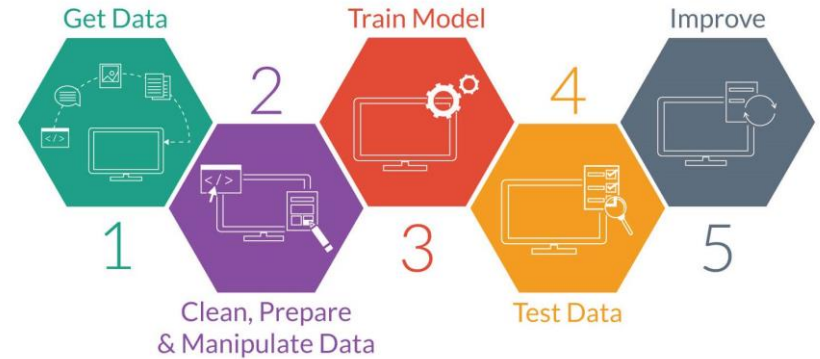 Get Data
1
</>
2
</>
Clean, Prepare
& Manipulate Data
Train Model
3
4
Test Data
Improve
5